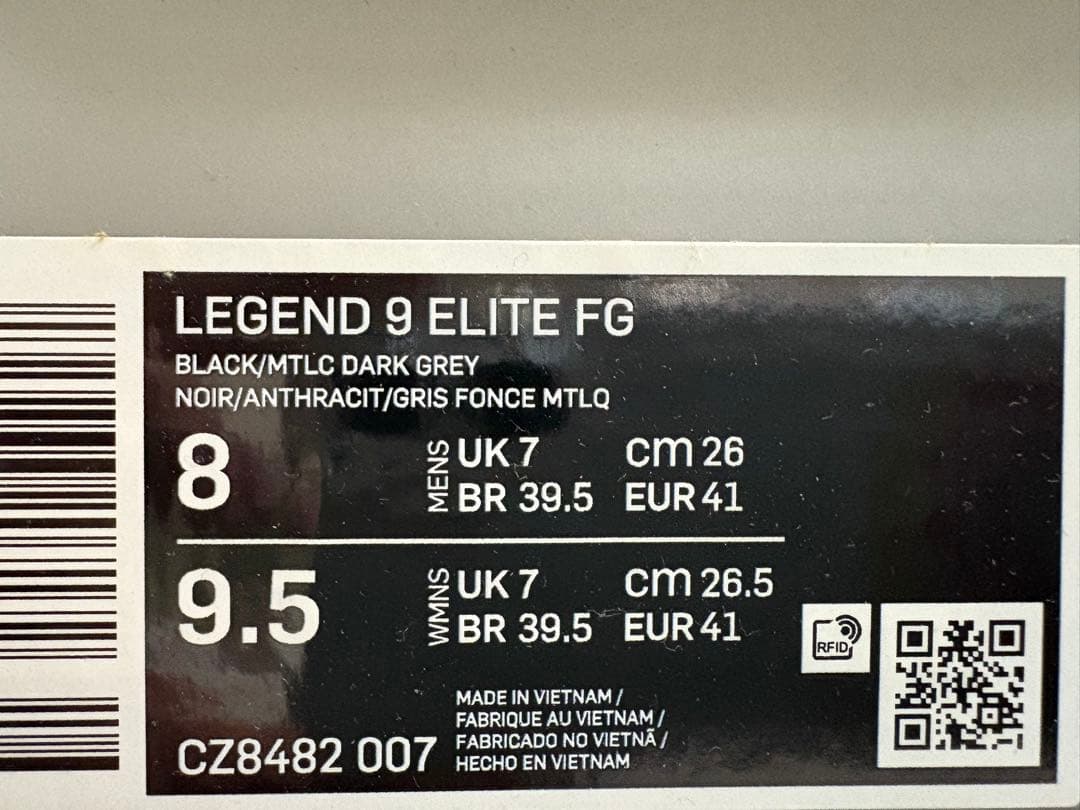 LEGEND 9 ELITE FG
BLACK/MTLC DARK GREY
NOIR/ANTHRACIT/GRIS FONCE MTLQ
8 MENS UK 7 cm 26
BR 39.5 EUR 41
9.5 WMNS UK 7 cm 26.5
BR 39.5 EUR 41
RFID
MADE IN VIETNAM /
FABRIQUE AU VIETNAM /
FABRICADO NO VIETNÃ /
HECHO EN VIETNAM
CZ8482 007